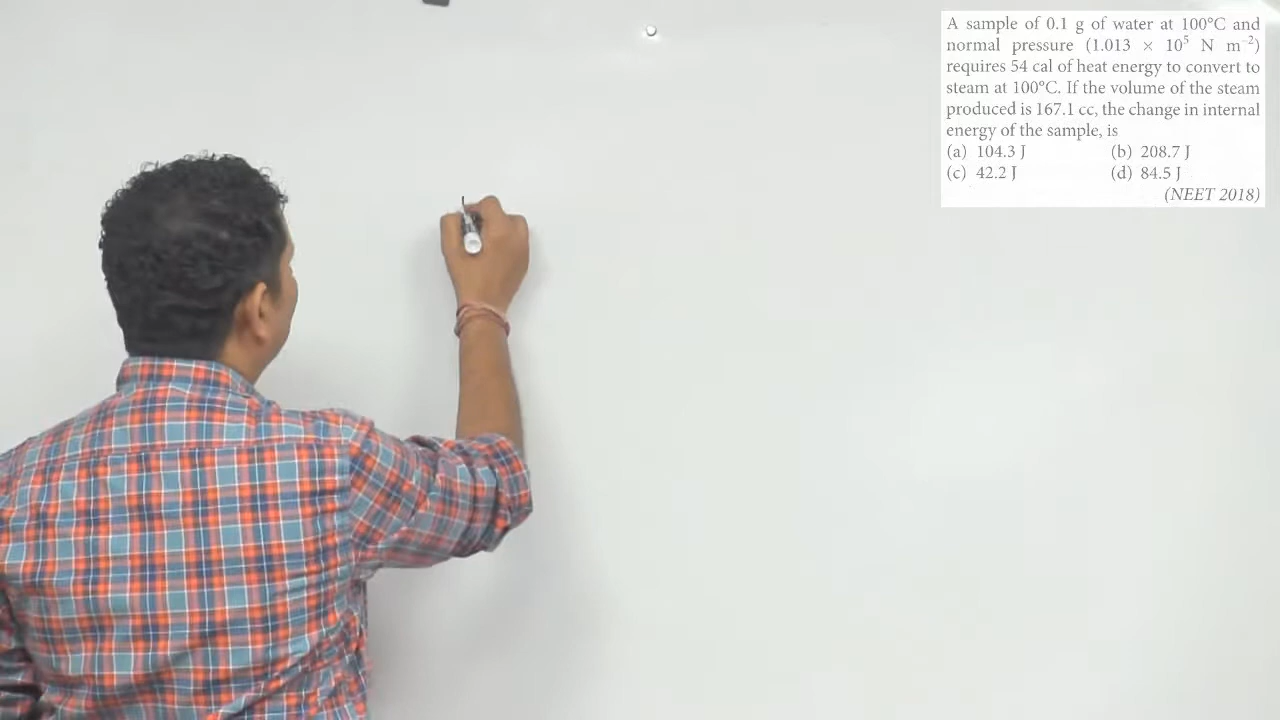 A sample of 0.1 g of water at 100°C and
normal pressure (1.013 × 10⁵ N m⁻²)
requires 54 cal of heat energy to convert to
steam at 100°C. If the volume of the steam
produced is 167.1 cc, the change in internal
energy of the sample, is
(a) 104.3 J (b) 208.7 J
(c) 42.2 J (d) 84.5 J
(NEET 2018)